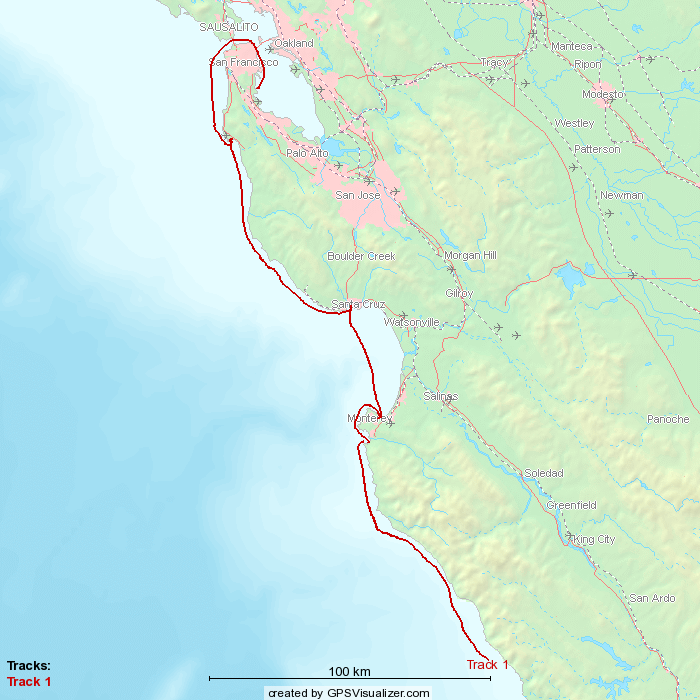 SAUSALITO
Oakland
San Francisco
Manteca
Tracy
Ripon
Modesto
Westley
Palo Alto
Patterson
San Jose
Newman
Boulder Creek
Morgan Hill
Gilroy
Santa Cruz
Watsonville
Salinas
Monterey
Panoche
Soledad
Greenfield
King City
San Ardo
Tracks:
Track 1
Track 1
100 km
created by GPSVisualizer.com